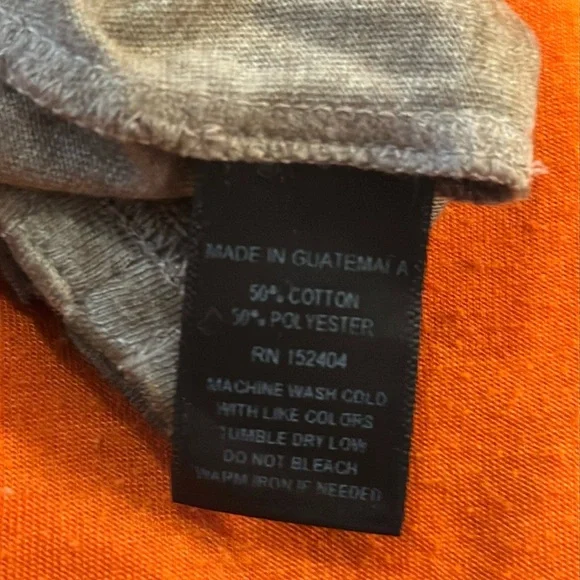 MADE IN GUATEMALA
50% COTTON
50% POLYESTER
RN 152404
MACHINE WASH COLD
WITH LIKE COLORS
TUMBLE DRY LOW
DO NOT BLEACH
WARM IRON IF NEEDED